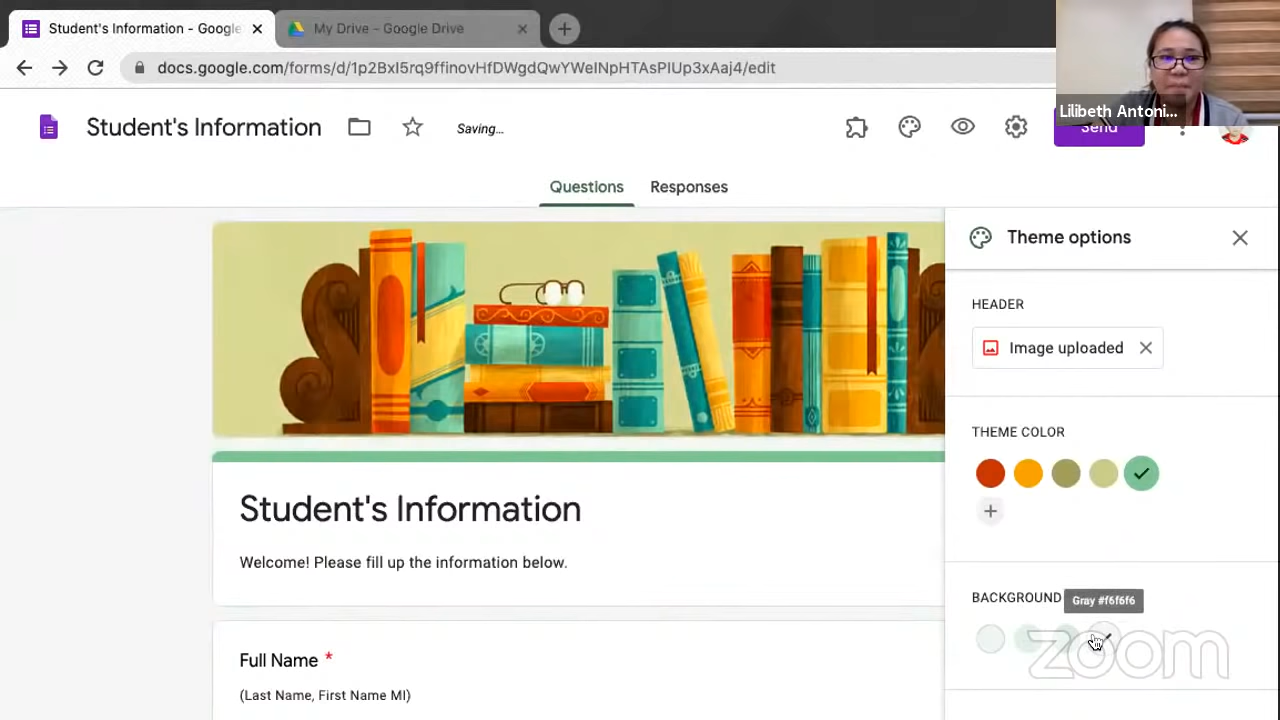 Student's Information - Google
My Drive – Google Drive
docs.google.com/forms/d/1p2BxI5rq9ffinowvfDWgdQwYWeINpHTAsPIUp3xAaj4/edit
Lilibeth Antoni...
Student's Information
Saving...
Send
Questions
Responses
Theme options
HEADER
Image uploaded
THEME COLOR
Student's Information
Welcome! Please fill up the information below.
BACKGROUND
Gray #f6f6f6
zoom
Full Name *
(Last Name, First Name MI)